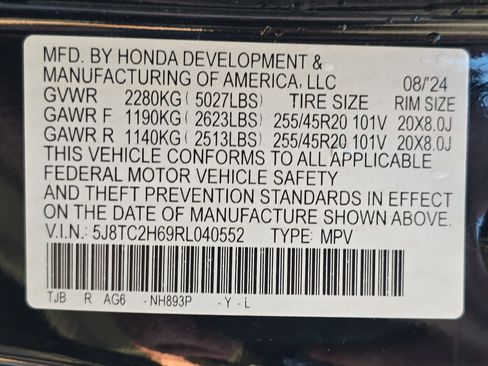 MFD. BY HONDA DEVELOPMENT &
MANUFACTURING OF AMERICA, LLC 08/'24
GVWR 2280KG(5027LBS) TIRE SIZE RIM SIZE
GAWR F 1190KG(2623LBS) 255/45R20 101V 20X8.0J
GAWR R 1140KG(2513LBS) 255/45R20 101V 20X8.0J
THIS VEHICLE CONFORMS TO ALL APPLICABLE
FEDERAL MOTOR VEHICLE SAFETY
AND THEFT PREVENTION STANDARDS IN EFFECT
ON THE DATE OF MANUFACTURE SHOWN ABOVE.
V.I.N.: 5J8TC2H69RL040552 TYPE: MPV
TJB R AG6 -NH893P -Y-L